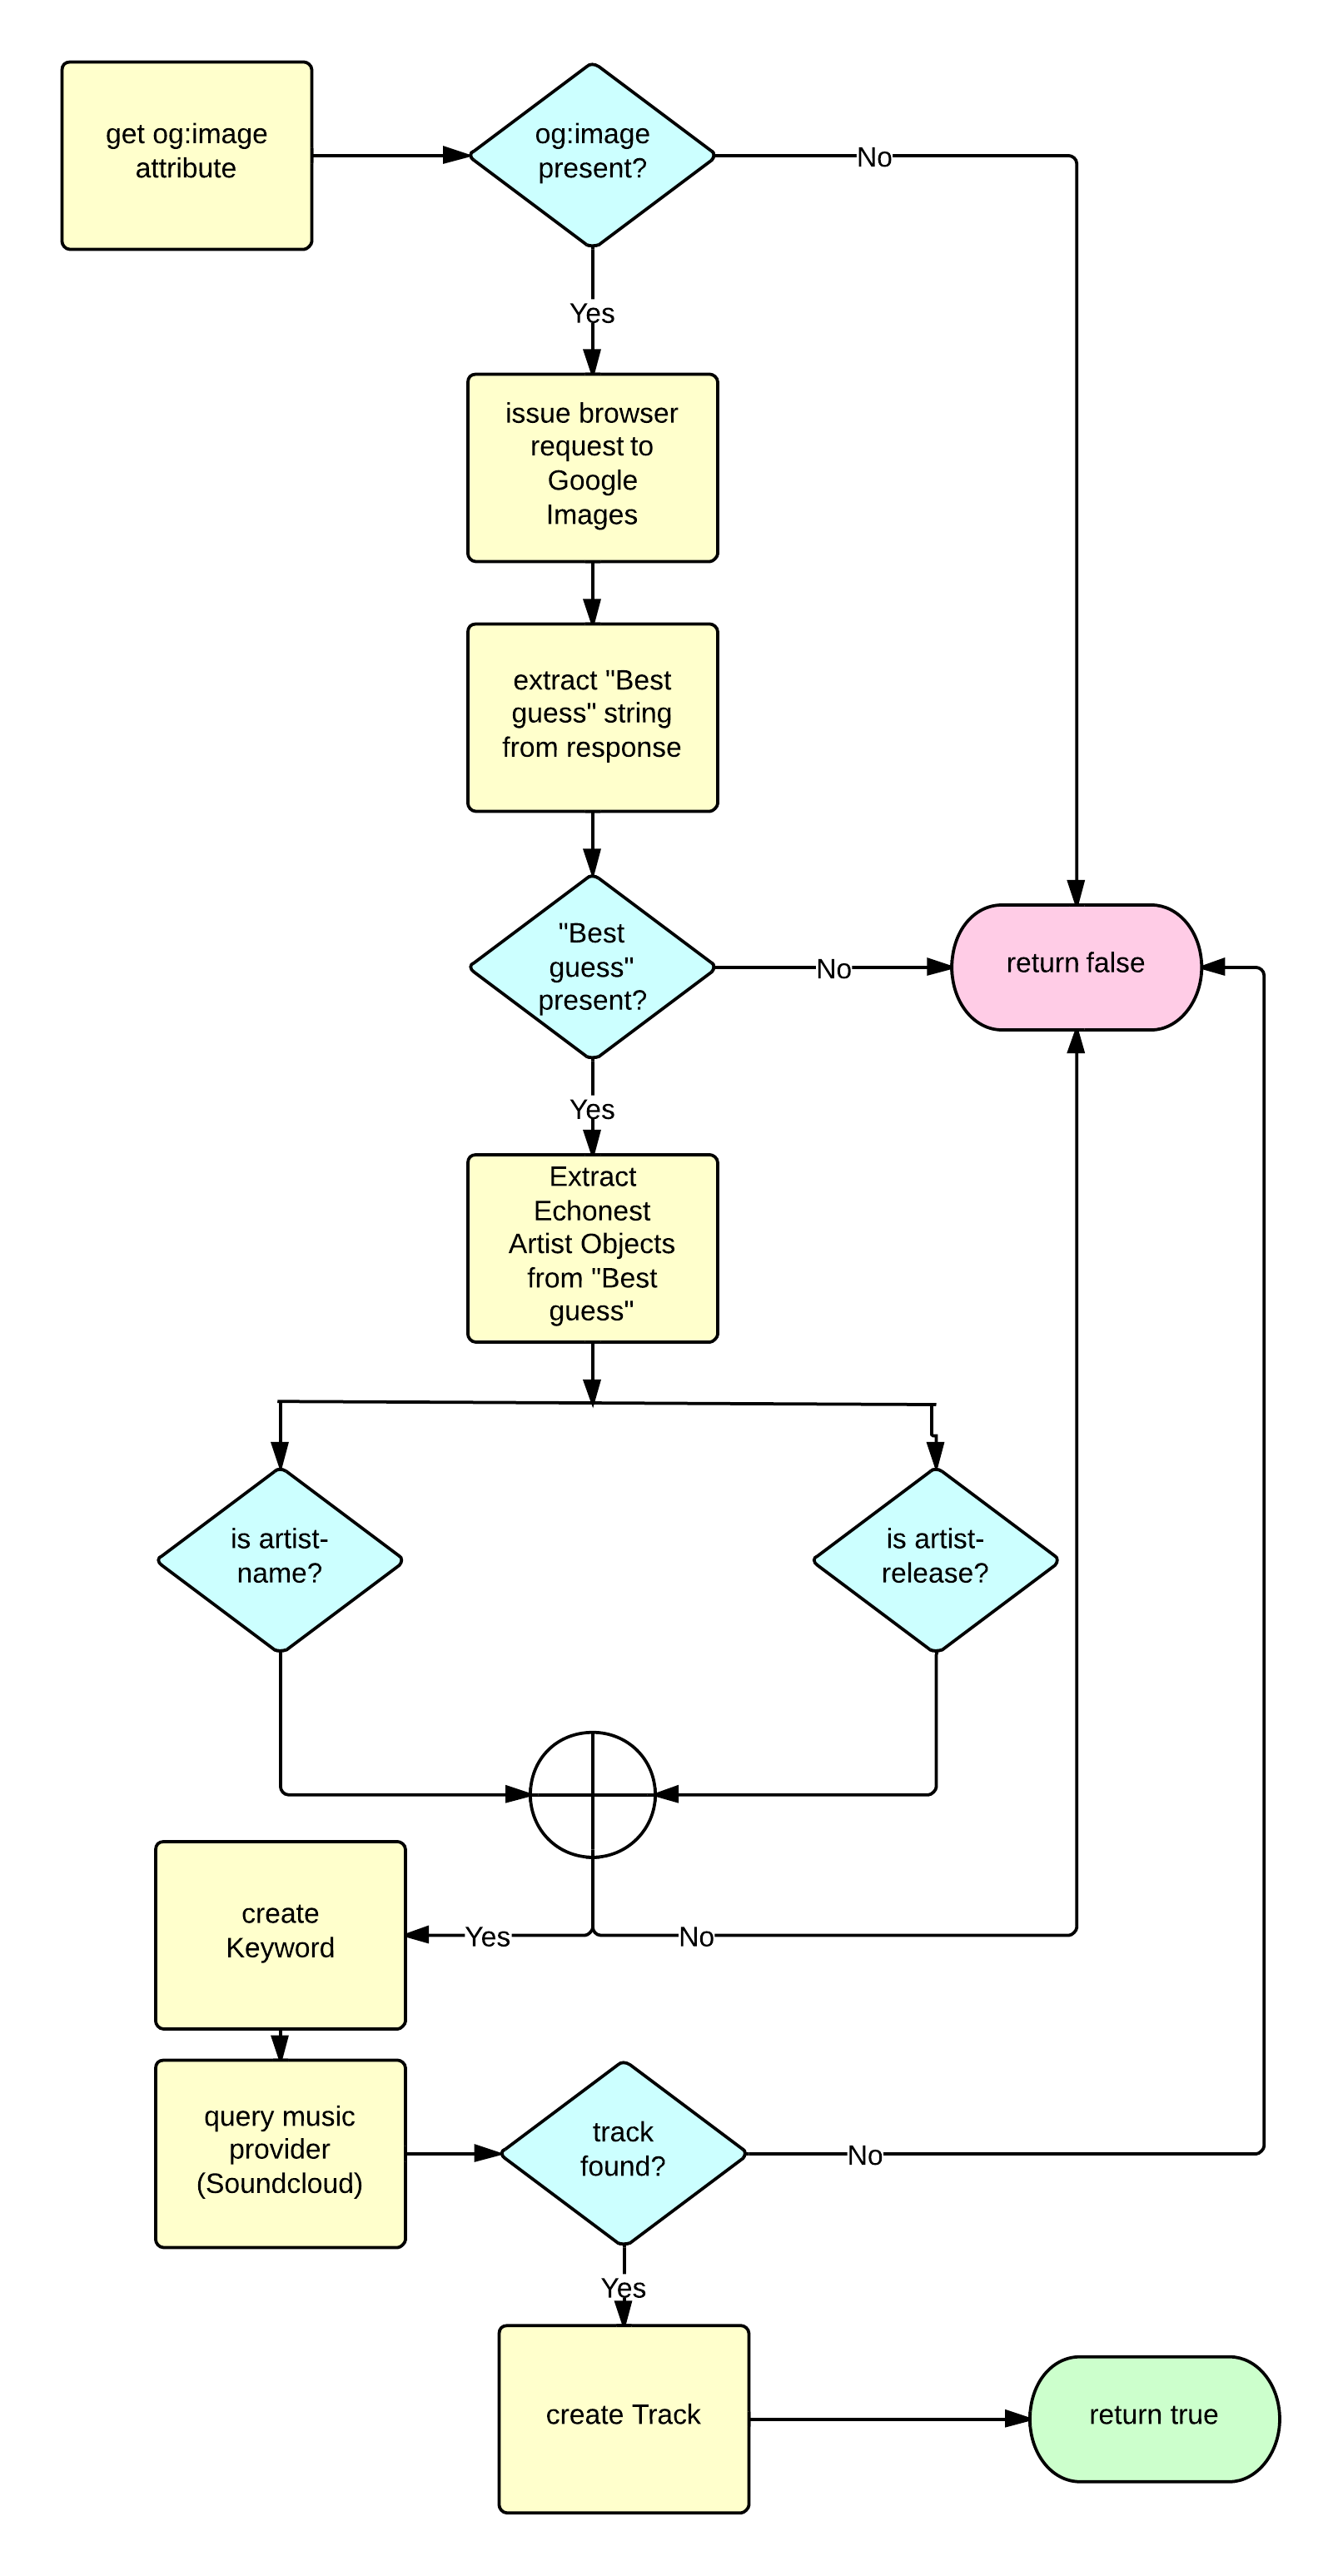 get og:image
attribute
og:image
present?
No
Yes
issue browser
request to
Google
Images
extract "Best
guess" string
from response
"Best
guess"
present?
No
return false
Yes
Extract
Echonest
Artist Objects
from "Best
guess"
is artist-
name?
is artist-
release?
create
Keyword
Yes
No
query music
provider
(Soundcloud)
track
found?
No
Yes
create Track
return true